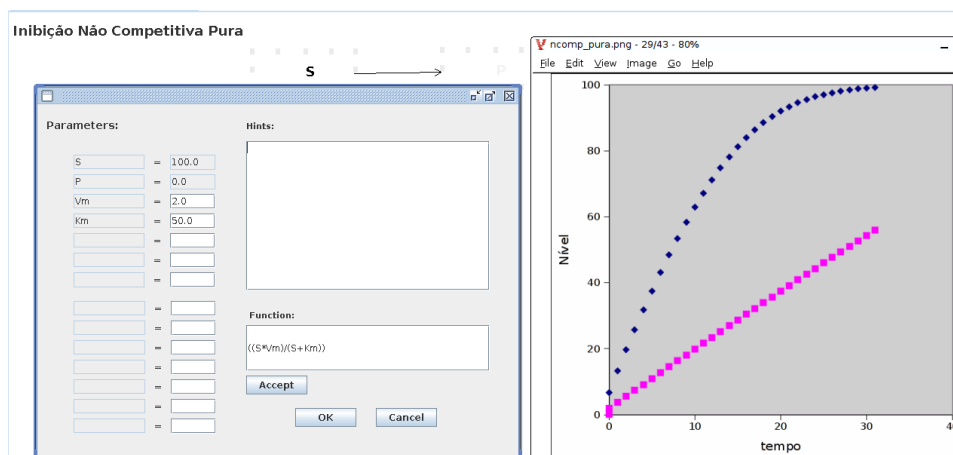 Inibição Não Competitiva Pura
S
P
Parameters:
S = 100.0
P = 0.0
Vm = 2.0
Km = 50.0
=
=
=
=
=
=
=
=
=
=
Hints:
Function:
((S*Vm)/(S+Km))
Accept
OK
Cancel
ncomp_pura.png - 29/43 - 80%
File Edit View Image Go Help
100
80
60
40
20
0
Nível
0 10 20 30 40
tempo